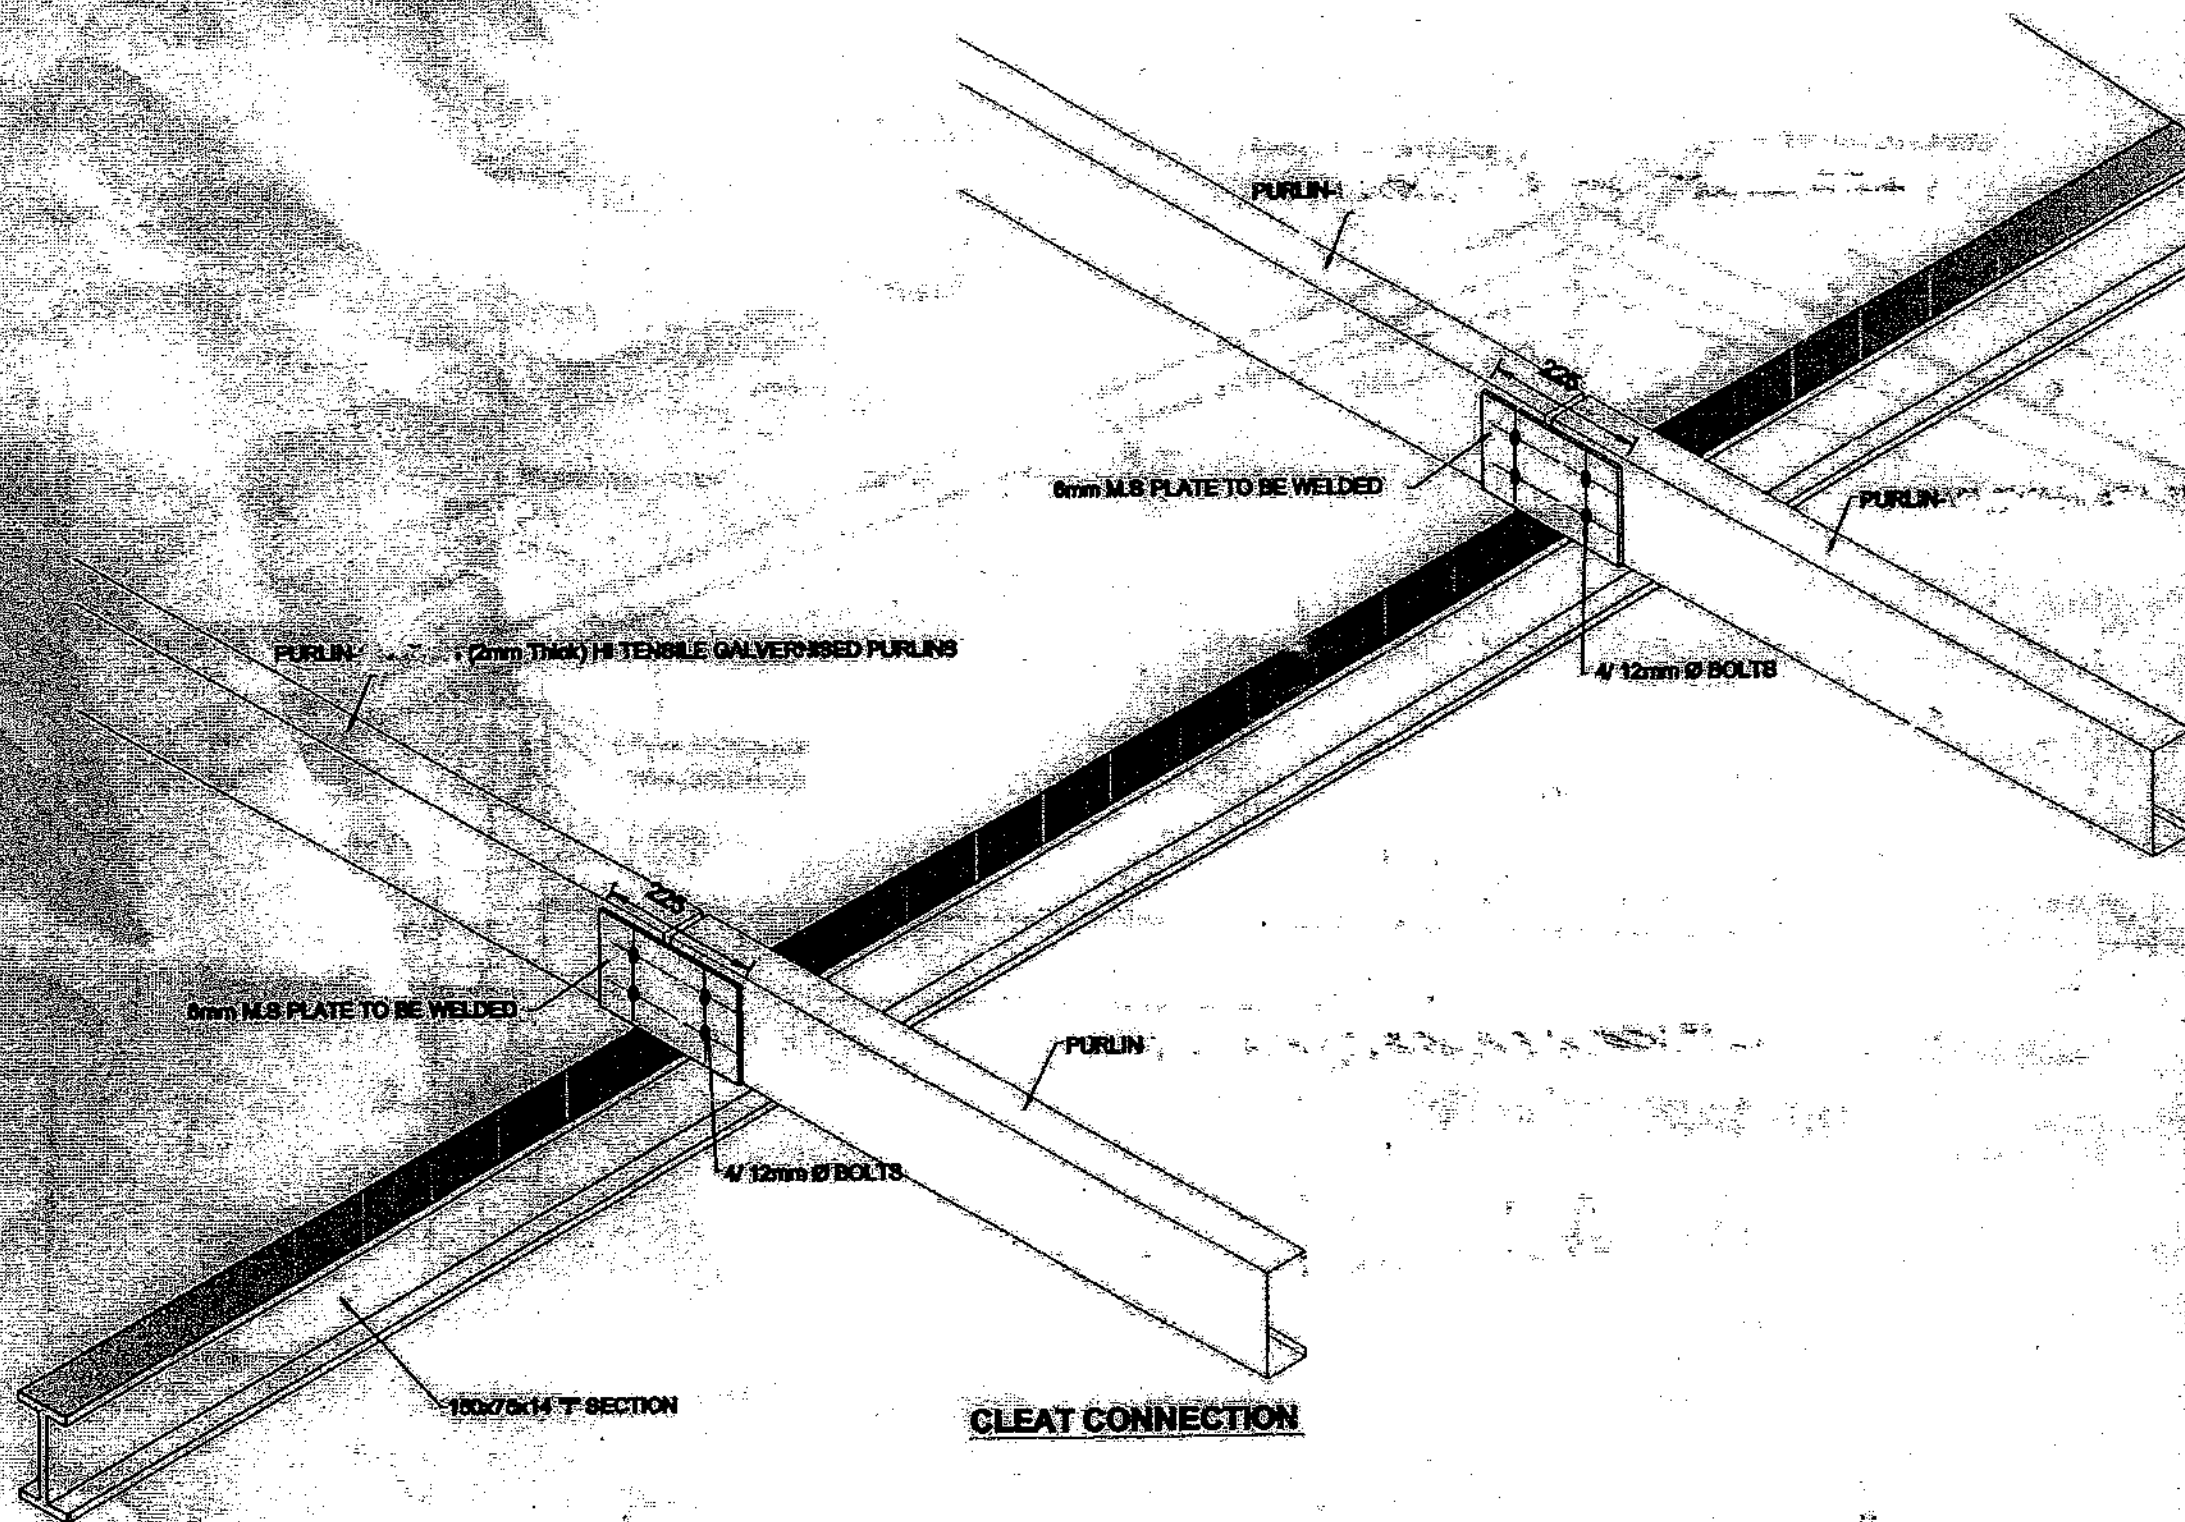 PURLIN-
225
6mm M.S PLATE TO BE WELDED
PURLIN-
4/ 12mm Ø BOLTS
PURLIN- (2mm Thick) HI TENSILE GALVERNISED PURLINS
225
6mm M.S PLATE TO BE WELDED
PURLIN
4/ 12mm Ø BOLTS
150x75x14 "I" SECTION
CLEAT CONNECTION